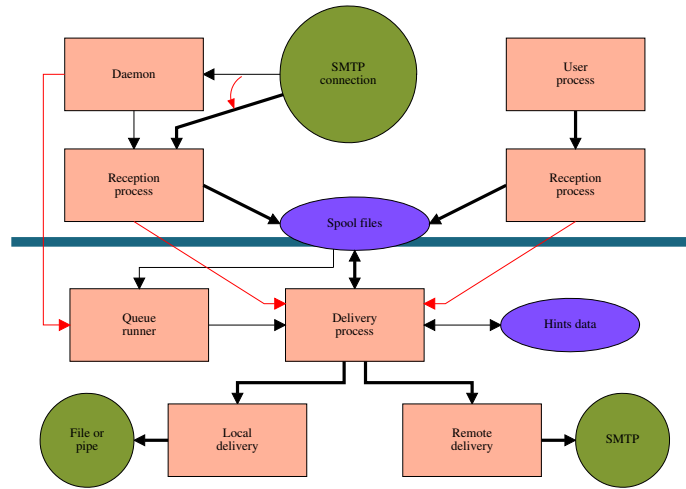 Daemon
SMTP
connection
User
process
Reception
process
Reception
process
Spool files
Queue
runner
Delivery
process
Hints data
File or
pipe
Local
delivery
Remote
delivery
SMTP